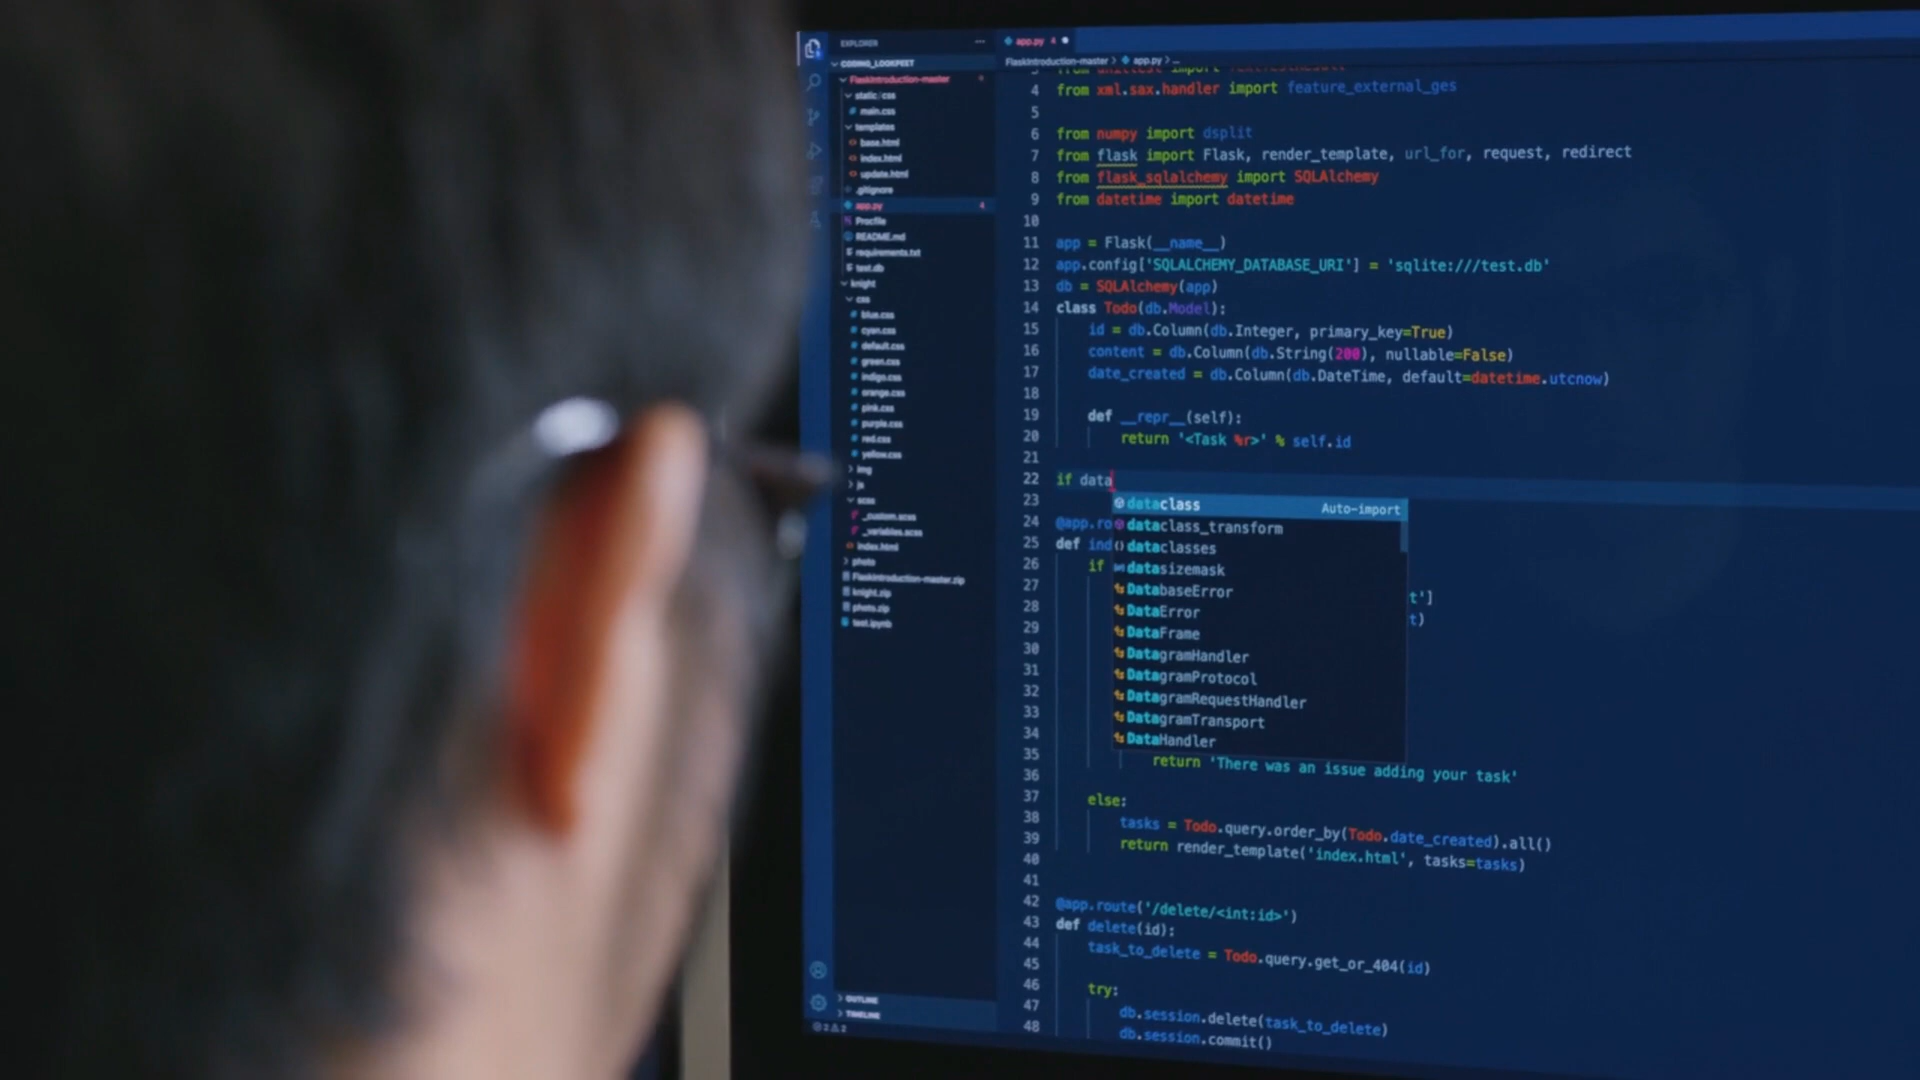 EXPLORER
CODING_LOOKPEET
FlaskIntroduction-master
static/css
main.css
templates
base.html
index.html
update.html
.gitignore
app.py 4
Procfile
README.md
requirements.txt
test.db
knight
css
blue.css
cyan.css
default.css
green.css
indigo.css
orange.css
pink.css
purple.css
red.css
yellow.css
img
js
scss
_custom.scss
_variables.scss
index.html
photo
FlaskIntroduction-master.zip
knight.zip
photo.zip
test.ipynb
OUTLINE
TIMELINE
app.py 4
FlaskIntroduction-master > app.py > ...
4 from xml.sax.handler import feature_external_ges
5
6 from numpy import dsplit
7 from flask import Flask, render_template, url_for, request, redirect
8 from flask_sqlalchemy import SQLAlchemy
9 from datetime import datetime
10
11 app = Flask(__name__)
12 app.config['SQLALCHEMY_DATABASE_URI'] = 'sqlite:///test.db'
13 db = SQLAlchemy(app)
14 class Todo(db.Model):
15 id = db.Column(db.Integer, primary_key=True)
16 content = db.Column(db.String(200), nullable=False)
17 date_created = db.Column(db.DateTime, default=datetime.utcnow)
18
19 def __repr__(self):
20 return '<Task %r>' % self.id
21
22 if data
23 dataclass Auto-import
24 @app.ro dataclass_transform
25 def ind dataclasses
26 if datasizemask
27 DatabaseError t']
28 DataError t)
29 DataFrame
30 DatagramHandler
31 DatagramProtocol
32 DatagramRequestHandler
33 DatagramTransport
34 DataHandler
35 return 'There was an issue adding your task'
36
37 else:
38 tasks = Todo.query.order_by(Todo.date_created).all()
39 return render_template('index.html', tasks=tasks)
40
41
42 @app.route('/delete/<int:id>')
43 def delete(id):
44 task_to_delete = Todo.query.get_or_404(id)
45
46 try:
47 db.session.delete(task_to_delete)
48 db.session.commit()